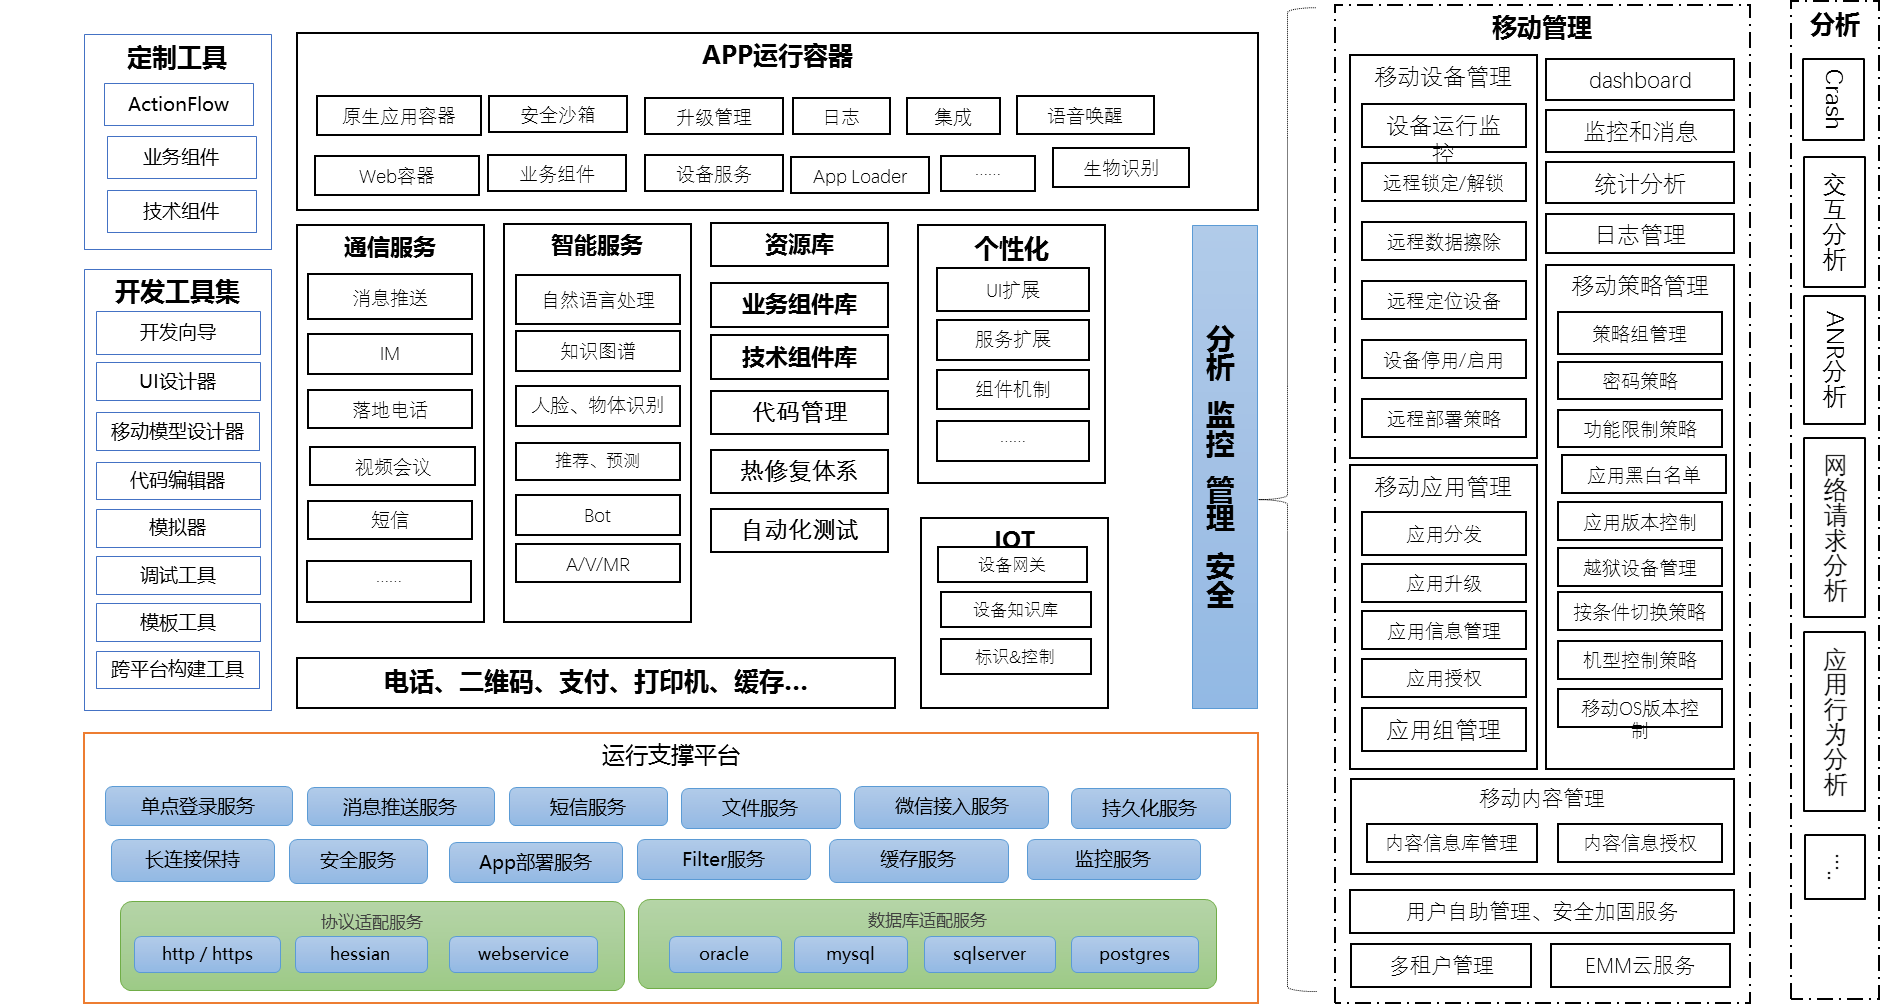 定制工具
ActionFlow
业务组件
技术组件
开发工具集
开发向导
UI设计器
移动模型设计器
代码编辑器
模拟器
调试工具
模板工具
跨平台构建工具
APP运行容器
原生应用容器
安全沙箱
升级管理
日志
集成
语音唤醒
Web容器
业务组件
设备服务
App Loader
......
生物识别
通信服务
消息推送
IM
落地电话
视频会议
短信
......
智能服务
自然语言处理
知识图谱
人脸、物体识别
推荐、预测
Bot
A/V/MR
资源库
业务组件库
技术组件库
代码管理
热修复体系
自动化测试
个性化
UI扩展
服务扩展
组件机制
......
IOT
设备网关
设备知识库
标识&控制
电话、二维码、支付、打印机、缓存...
分析 监控 管理 安全
运行支撑平台
单点登录服务
消息推送服务
短信服务
文件服务
微信接入服务
持久化服务
长连接保持
安全服务
App部署服务
Filter服务
缓存服务
监控服务
协议适配服务
http / https
hessian
webservice
数据库适配服务
oracle
mysql
sqlserver
postgres
移动管理
移动设备管理
设备运行监
控
远程锁定/解锁
远程数据擦除
远程定位设备
设备停用/启用
远程部署策略
移动应用管理
应用分发
应用升级
应用信息管理
应用授权
应用组管理
dashboard
监控和消息
统计分析
日志管理
移动策略管理
策略组管理
密码策略
功能限制策略
应用黑白名单
应用版本控制
越狱设备管理
按条件切换策略
机型控制策略
移动OS版本控
制
移动内容管理
内容信息库管理
内容信息授权
用户自助管理、安全加固服务
多租户管理
EMM云服务
分析
Crash
交互分析
ANR分析
网络请求分析
应用行为分析
.....